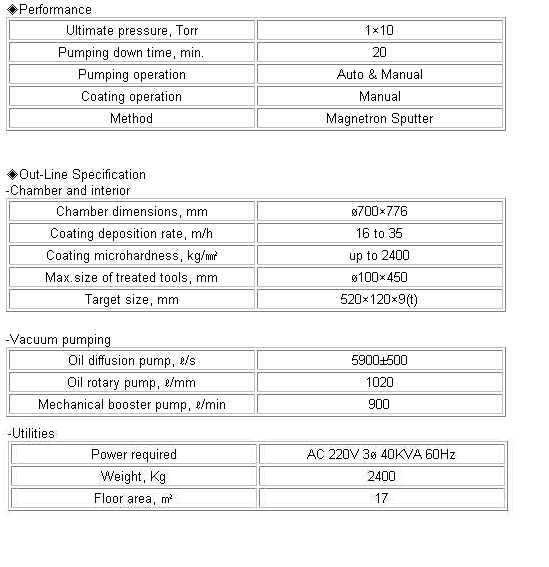 ◈Performance
Ultimate pressure, Torr 1×10
Pumping down time, min. 20
Pumping operation Auto & Manual
Coating operation Manual
Method Magnetron Sputter
◈Out-Line Specification
-Chamber and interior
Chamber dimensions, mm ø700×776
Coating deposition rate, m/h 16 to 35
Coating microhardness, kg/㎟ up to 2400
Max.size of treated tools, mm ø100×450
Target size, mm 520×120×9(t)
-Vacuum pumping
Oil diffusion pump, ℓ/s 5900±500
Oil rotary pump, ℓ/mm 1020
Mechanical booster pump, ℓ/min 900
-Utilities
Power required AC 220V 3ø 40KVA 60Hz
Weight, Kg 2400
Floor area, ㎡ 17